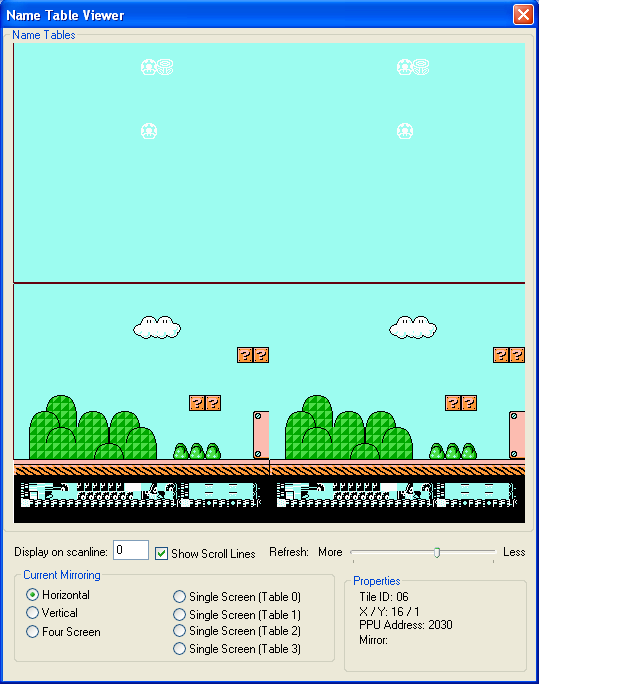 Name Table Viewer
Name Tables
? ?
? ?
? ?
? ?
Display on scanline: 0
Show Scroll Lines
Refresh: More
Less
Current Mirroring
Horizontal
Vertical
Four Screen
Single Screen (Table 0)
Single Screen (Table 1)
Single Screen (Table 2)
Single Screen (Table 3)
Properties
Tile ID: 06
X / Y: 16 / 1
PPU Address: 2030
Mirror: